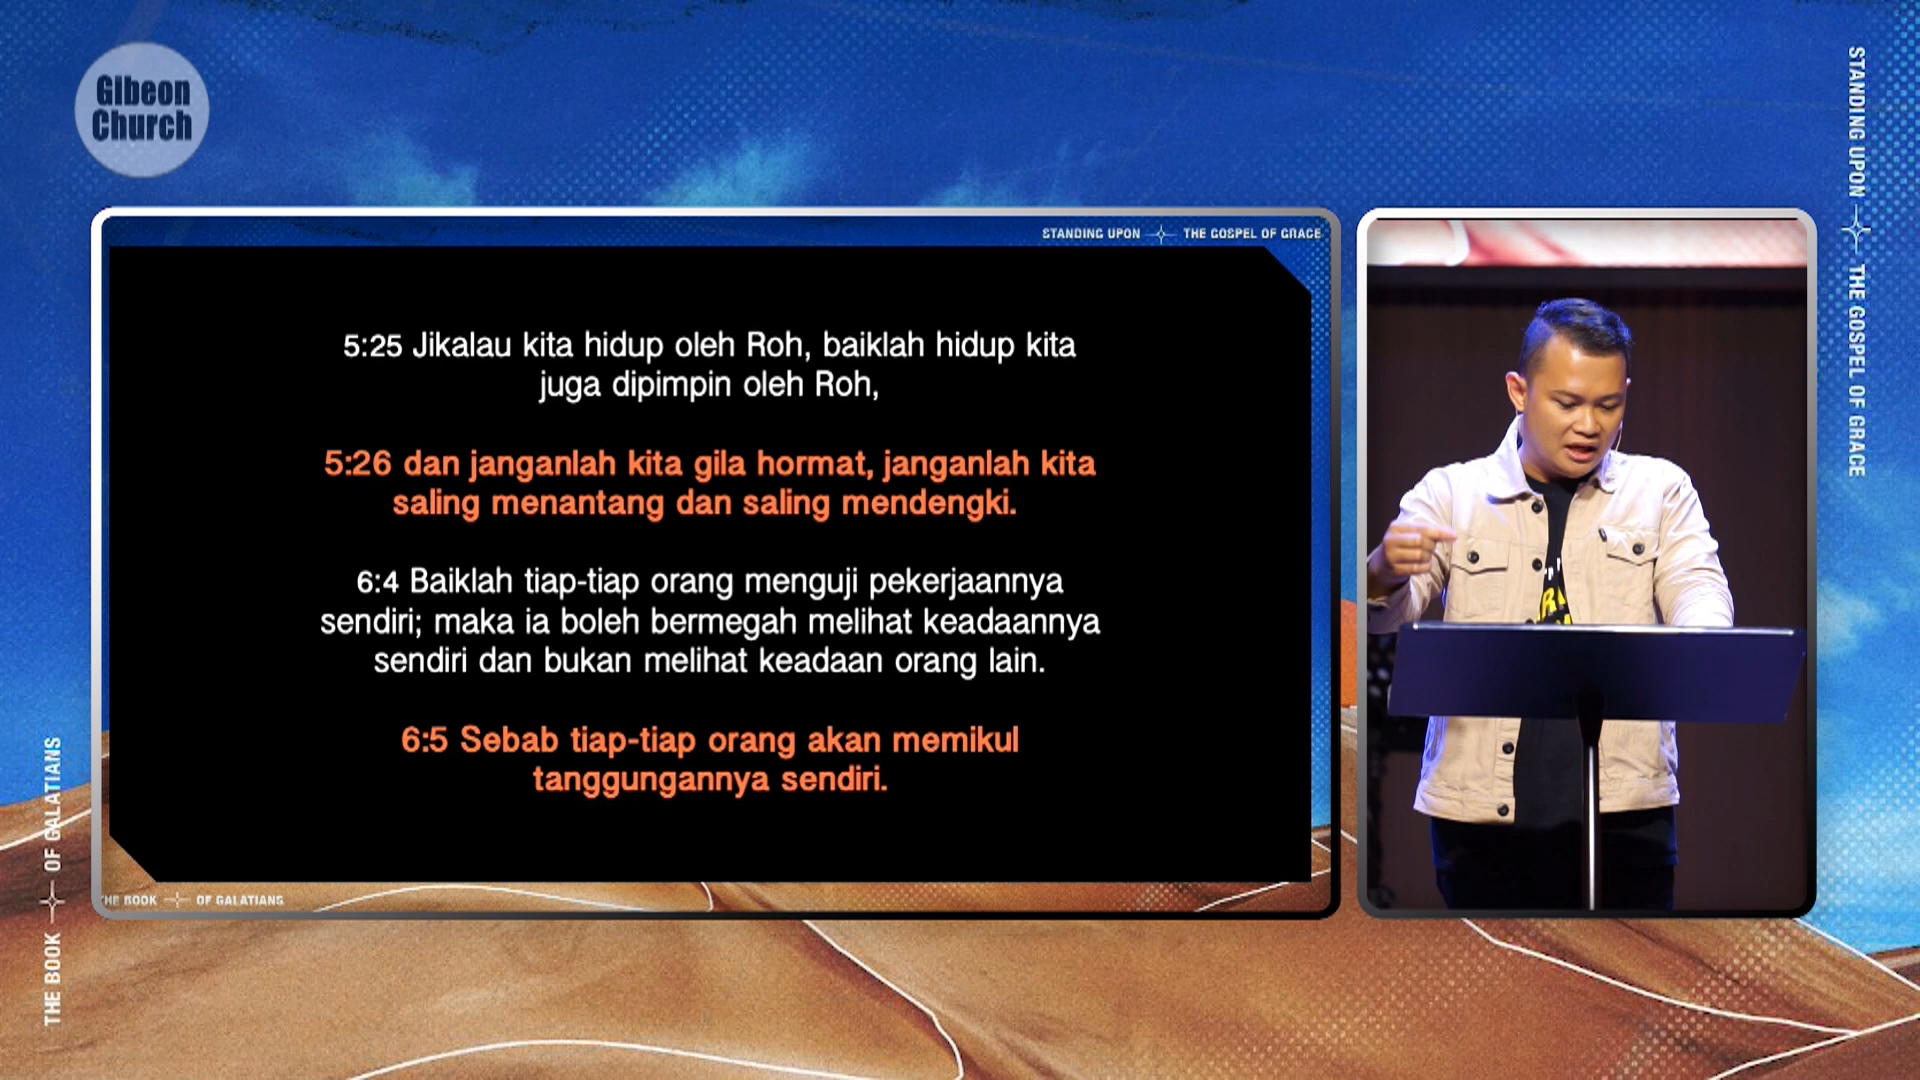 Gibeon
Church
STANDING UPON THE GOSPEL OF GRACE
STANDING UPON THE GOSPEL OF GRACE
5:25 Jikalau kita hidup oleh Roh, baiklah hidup kita
juga dipimpin oleh Roh,
5:26 dan janganlah kita gila hormat, janganlah kita
saling menantang dan saling mendengki.
6:4 Baiklah tiap-tiap orang menguji pekerjaannya
sendiri; maka ia boleh bermegah melihat keadaannya
sendiri dan bukan melihat keadaan orang lain.
6:5 Sebab tiap-tiap orang akan memikul
tanggungannya sendiri.
THE BOOK OF GALATIANS
THE BOOK OF GALATIANS